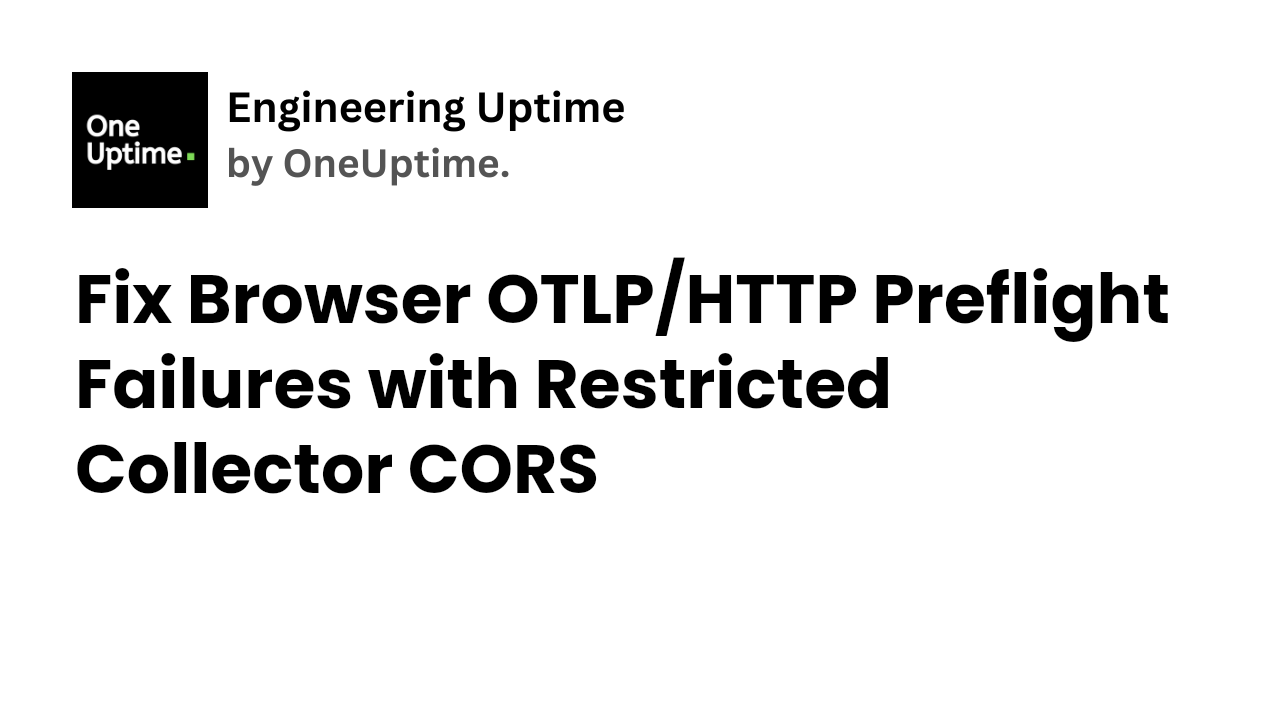 One
Uptime.
Engineering Uptime
by OneUptime.
Fix Browser OTLP/HTTP Preflight
Failures with Restricted
Collector CORS